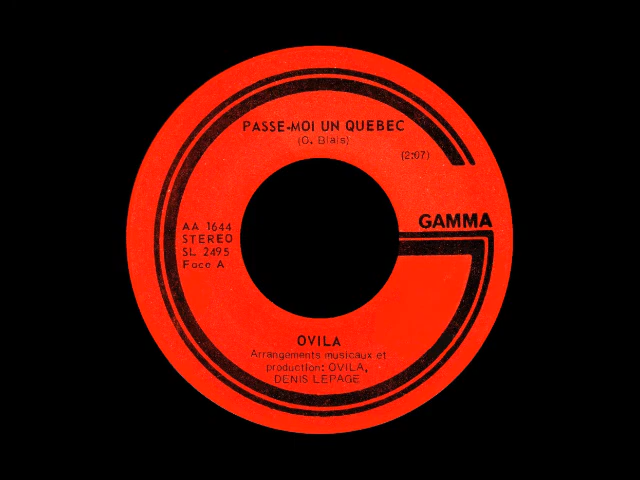 PASSE-MOI UN QUEBEC
(O. Blais)
(2:07)
GAMMA
AA 1644
STEREO
SL 2495
Face A
OVILA
Arrangements musicaux et
production: OVILA,
DENIS LEPAGE